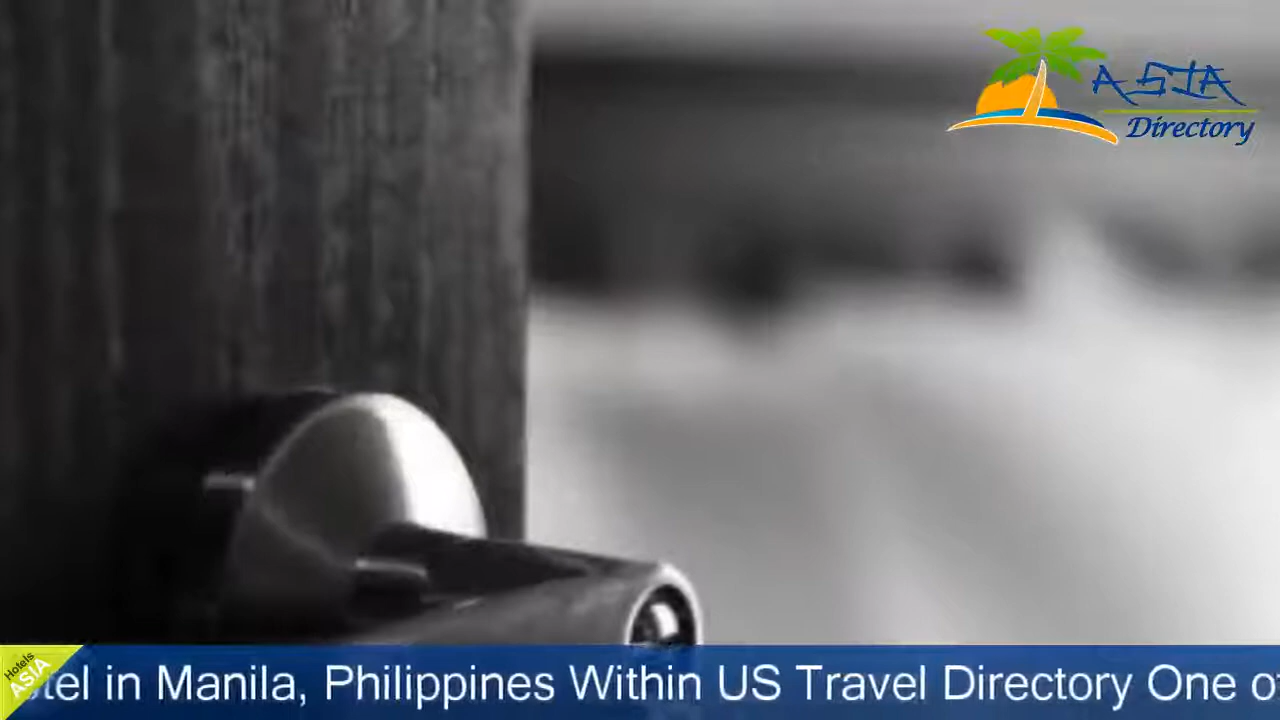 ASIA
Directory
Hotels
ASIA
tel in Manila, Philippines Within US Travel Directory One of